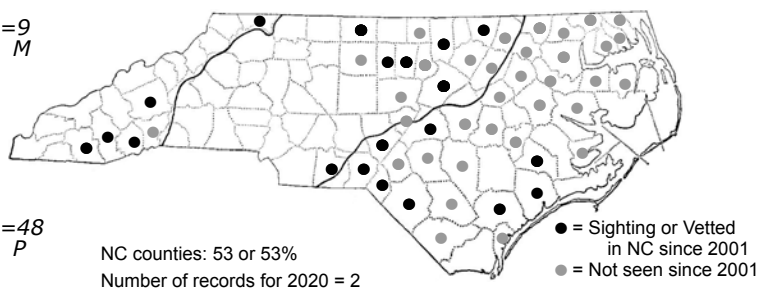 =9
M
=48
P
NC counties: 53 or 53%
Number of records for 2020 = 2
● = Sighting or Vetted
in NC since 2001
● = Not seen since 2001